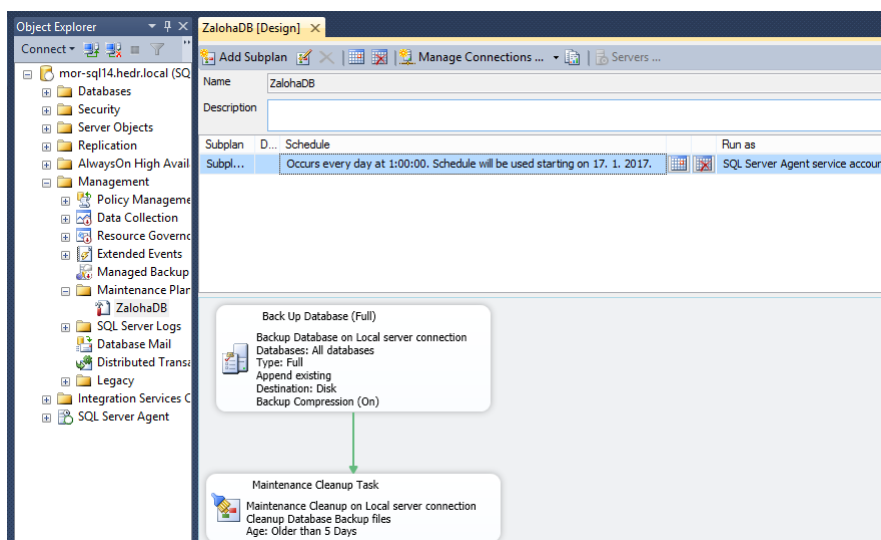 Object Explorer
Connect
mor-sql14.hedr.local (SQ
Databases
Security
Server Objects
Replication
AlwaysOn High Avail
Management
Policy Manageme
Data Collection
Resource Governo
Extended Events
Managed Backup
Maintenance Plan
ZalohaDB
SQL Server Logs
Database Mail
Distributed Transa
Legacy
Integration Services C
SQL Server Agent
ZalohaDB [Design]
Add Subplan
Manage Connections ...
Servers ...
Name
ZalohaDB
Description
Subplan D... Schedule Run as
Subpl... Occurs every day at 1:00:00. Schedule will be used starting on 17. 1. 2017. SQL Server Agent service accoun
Back Up Database (Full)
Backup Database on Local server connection
Databases: All databases
Type: Full
Append existing
Destination: Disk
Backup Compression (On)
Maintenance Cleanup Task
Maintenance Cleanup on Local server connection
Cleanup Database Backup files
Age: Older than 5 Days